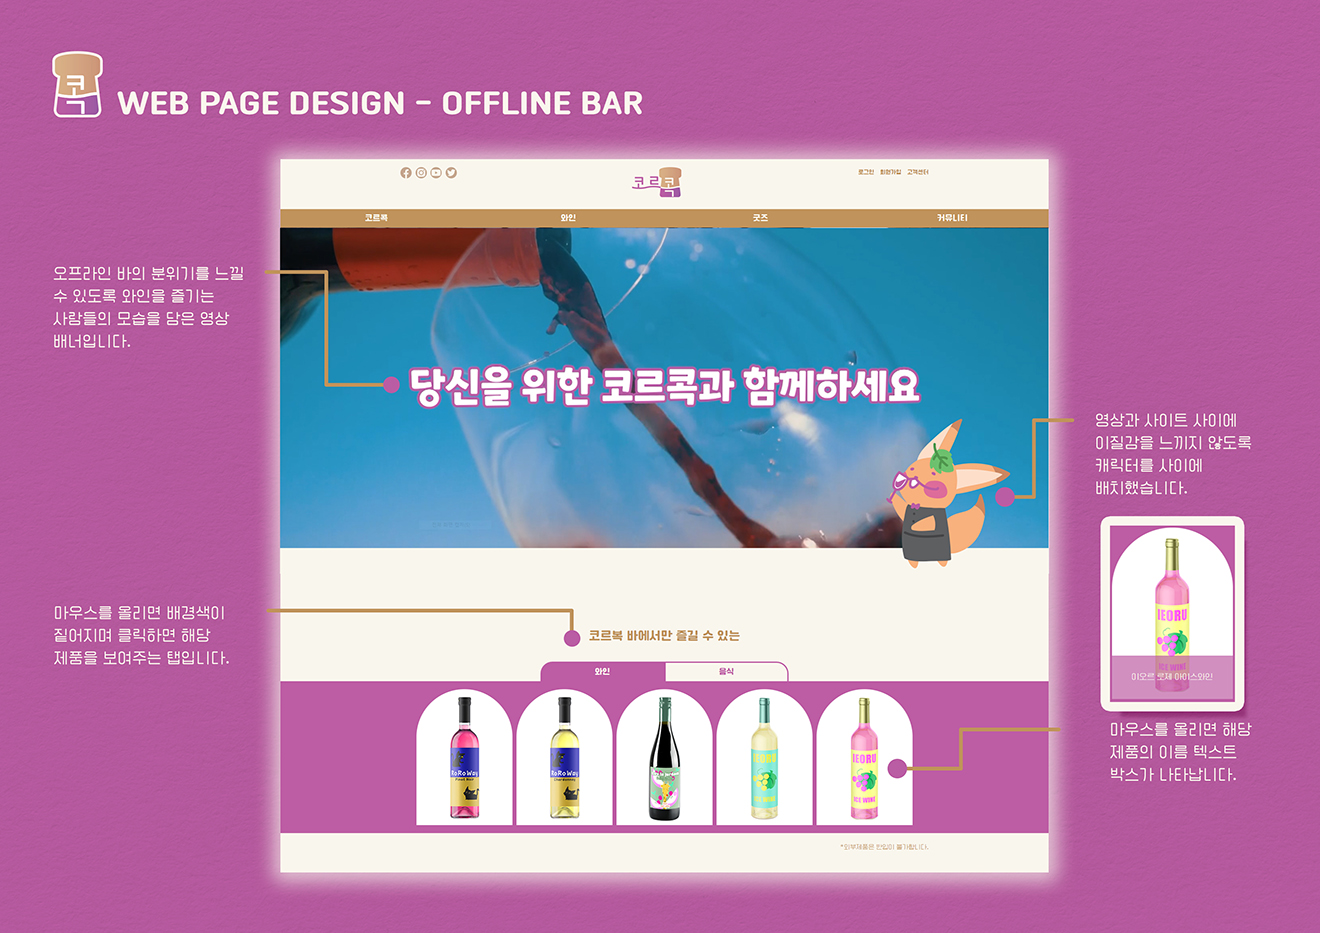 콕
WEB PAGE DESIGN - OFFLINE BAR
코르콕
로그인 회원가입 고객센터
코르콕 와인 굿즈 커뮤니티
오프라인 바의 분위기를 느낄
수 있도록 와인을 즐기는
사람들의 모습을 담은 영상
배너입니다.
당신을 위한 코르콕과 함께하세요
영상과 사이트 사이에
이질감을 느끼지 않도록
캐릭터를 사이에
배치했습니다.
마우스를 올리면 배경색이
짙어지며 클릭하면 해당
제품을 보여주는 탭입니다.
코르복 바에서만 즐길 수 있는
와인 음식
RoRoWay
Pinot Noir
RoRoWay
Chardonnay
IEORU
ICE WINE
IEORU
ICE WINE
IEORU
ICE WINE
이오르 로제 아이스와인
마우스를 올리면 해당
제품의 이름 텍스트
박스가 나타납니다.
*외부제품은 반입이 불가합니다.